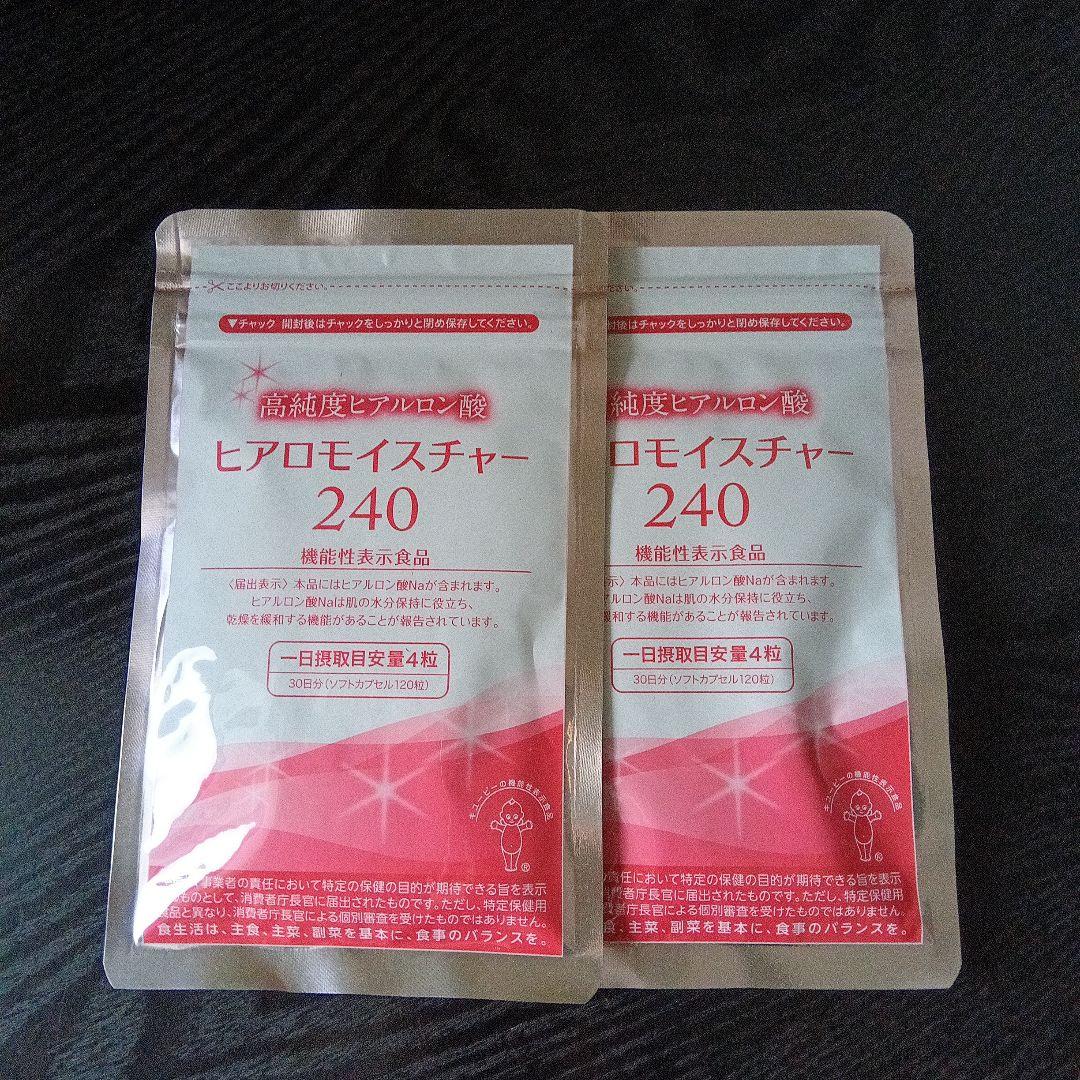 ここよりお切りください。
▼チャック 開封後はチャックをしっかりと閉め保存してください。
高純度ヒアルロン酸
ヒアロモイスチャー
240
機能性表示食品
〈届出表示〉本品にはヒアルロン酸Naが含まれます。
ヒアルロン酸Naは肌の水分保持に役立ち、
乾燥を緩和する機能があることが報告されています。
一日摂取目安量4粒
30日分(ソフトカプセル120粒)
キユーピーの機能性表示食品
®
事業者の責任において特定の保健の目的が期待できる旨を表示
ものとして、消費者庁長官に届出されたものです。ただし、特定保健用
食品と異なり、消費者庁長官による個別審査を受けたものではありません。
食生活は、主食、主菜、副菜を基本に、食事のバランスを。
ださい。
封後はチャックをしっかりと閉め保存してください。
純度ヒアルロン酸
ロモイスチャー
240
機能性表示食品
示〉本品にはヒアルロン酸Naが含まれます。
アルロン酸Naは肌の水分保持に役立ち、
緩和する機能があることが報告されています。
一日摂取目安量4粒
30日分(ソフトカプセル120粒)
キユーピーの機能性表示食品
®
責任において特定の保健の目的が期待できる旨を表示
費者庁長官に届出されたものです。ただし、特定保健用
費者庁長官による個別審査を受けたものではありません。
食、主菜、副菜を基本に、食事のバランスを。